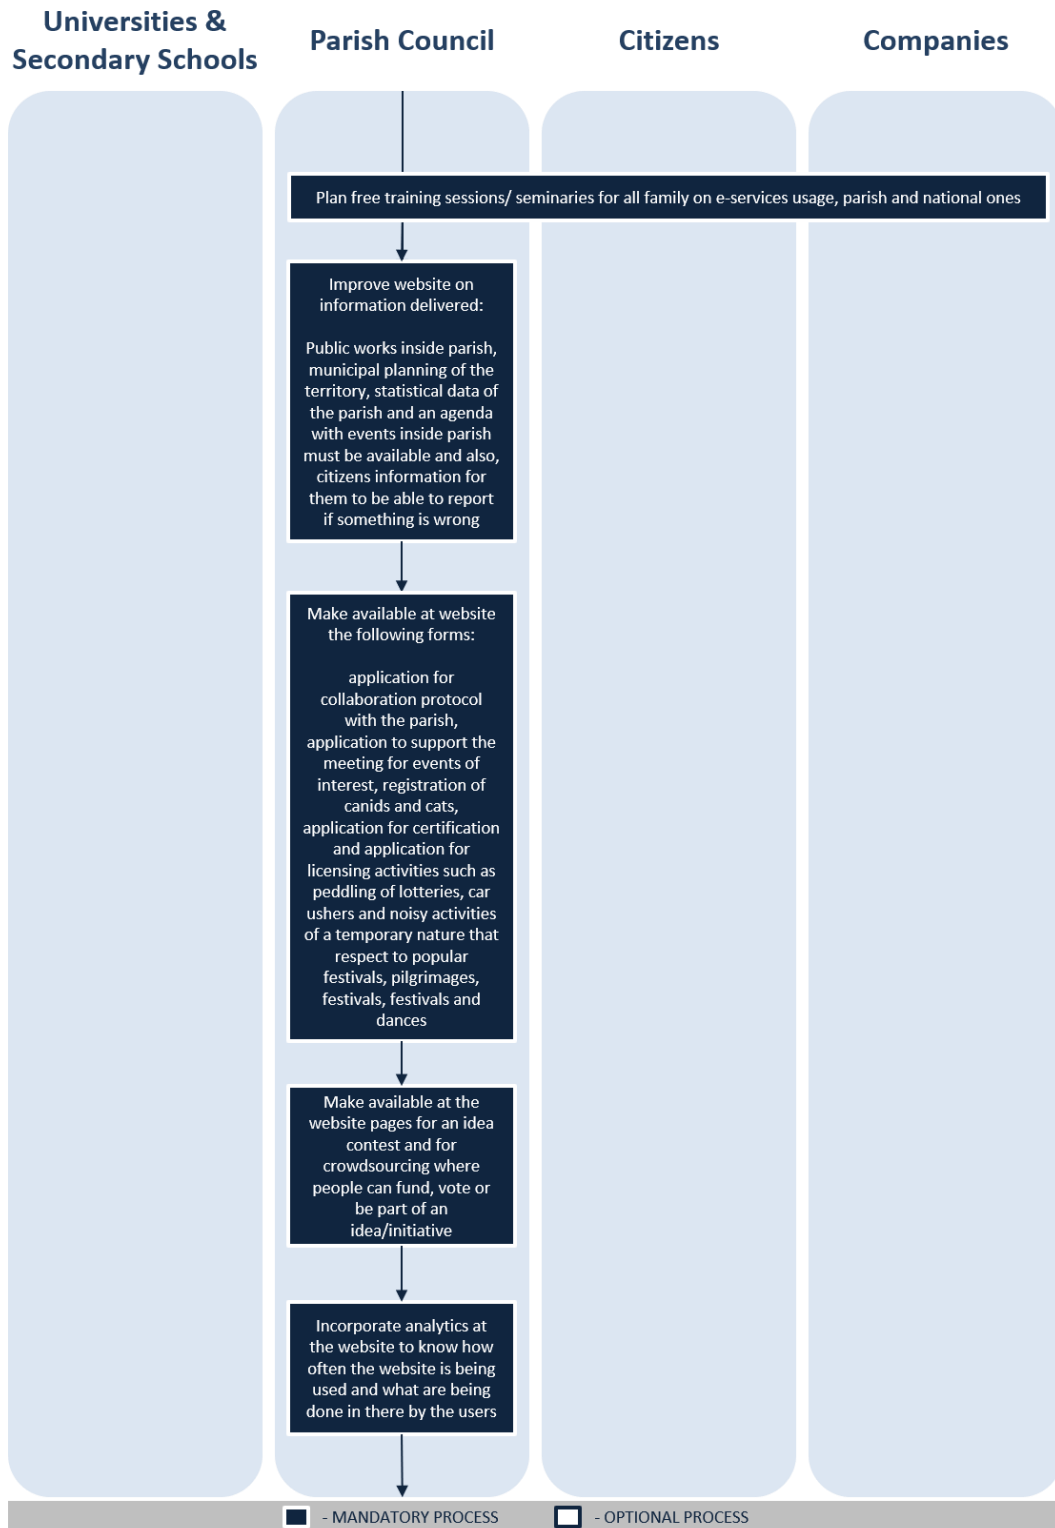 Universities &
Secondary Schools
Parish Council
Citizens
Companies
Plan free training sessions/ seminaries for all family on e-services usage, parish and national ones
Improve website on
information delivered:
Public works inside parish,
municipal planning of the
territory, statistical data of
the parish and an agenda
with events inside parish
must be available and also,
citizens information for
them to be able to report
if something is wrong
Make available at website
the following forms:
application for
collaboration protocol
with the parish,
application to support the
meeting for events of
interest, registration of
canids and cats,
application for certification
and application for
licensing activities such as
peddling of lotteries, car
ushers and noisy activities
of a temporary nature that
respect to popular
festivals, pilgrimages,
festivals, festivals and
dances
Make available at the
website pages for an idea
contest and for
crowdsourcing where
people can fund, vote or
be part of an
idea/initiative
Incorporate analytics at
the website to know how
often the website is being
used and what are being
done in there by the users
- MANDATORY PROCESS
- OPTIONAL PROCESS